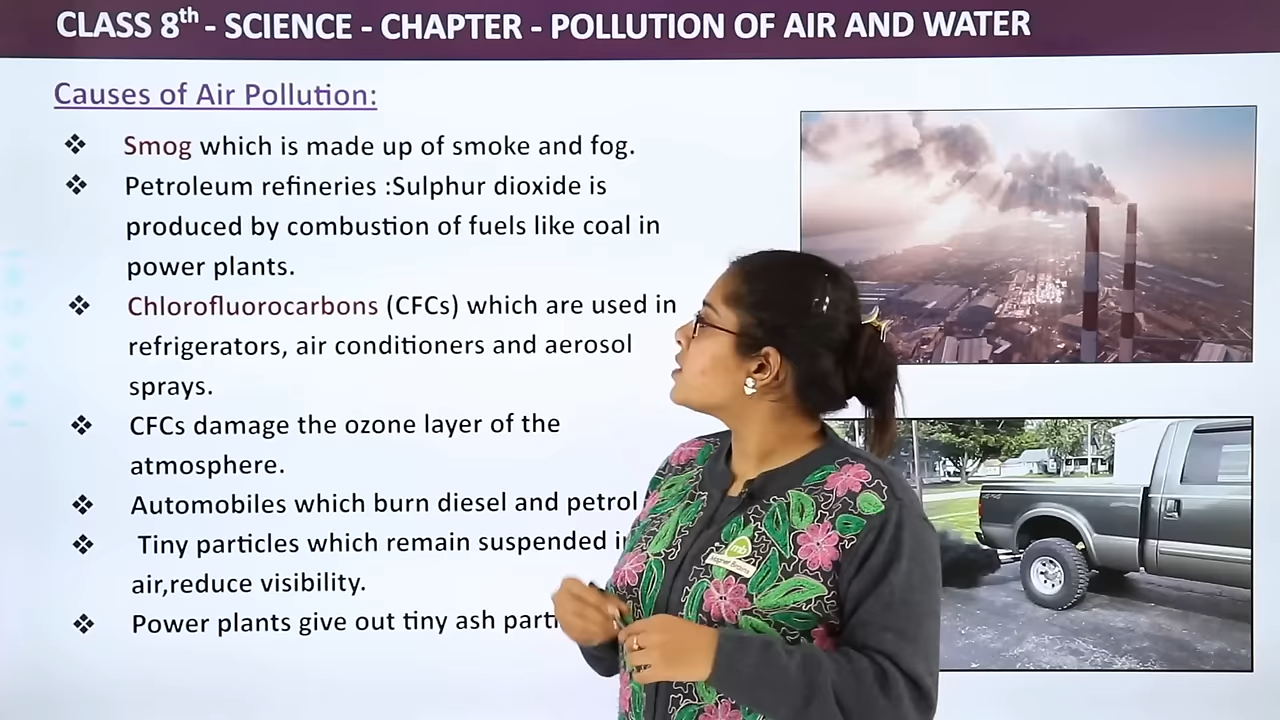 CLASS 8th - SCIENCE - CHAPTER - POLLUTION OF AIR AND WATER
Causes of Air Pollution:
❖ Smog which is made up of smoke and fog.
❖ Petroleum refineries :Sulphur dioxide is
produced by combustion of fuels like coal in
power plants.
❖ Chlorofluorocarbons (CFCs) which are used in
refrigerators, air conditioners and aerosol
sprays.
❖ CFCs damage the ozone layer of the
atmosphere.
❖ Automobiles which burn diesel and petrol
❖ Tiny particles which remain suspended
air,reduce visibility.
❖ Power plants give out tiny ash
mb